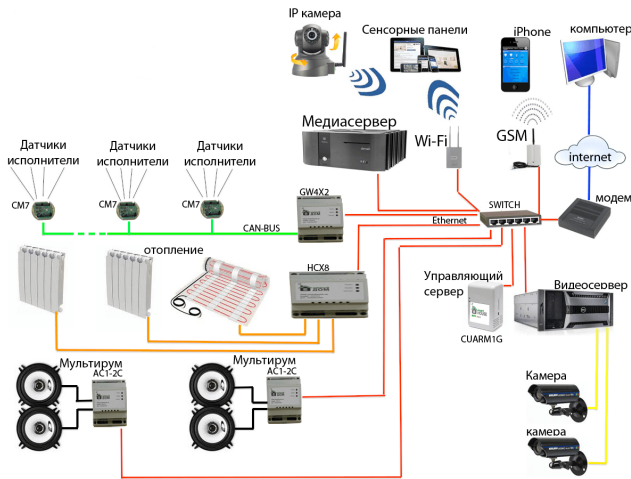 IP камера
Сенсорные панели
iPhone
компьютер
Медиасервер
Wi-Fi
GSM
internet
модем
Датчики
исполнители
Датчики
исполнители
Датчики
исполнители
CM7
CM7
CM7
GW4X2
CAN-BUS
SWITCH
Ethernet
отопление
HCX8
Управляющий
сервер
CUARM1G
Видеосервер
Мультирум
AC1-2C
Мультирум
AC1-2C
Камера
камера